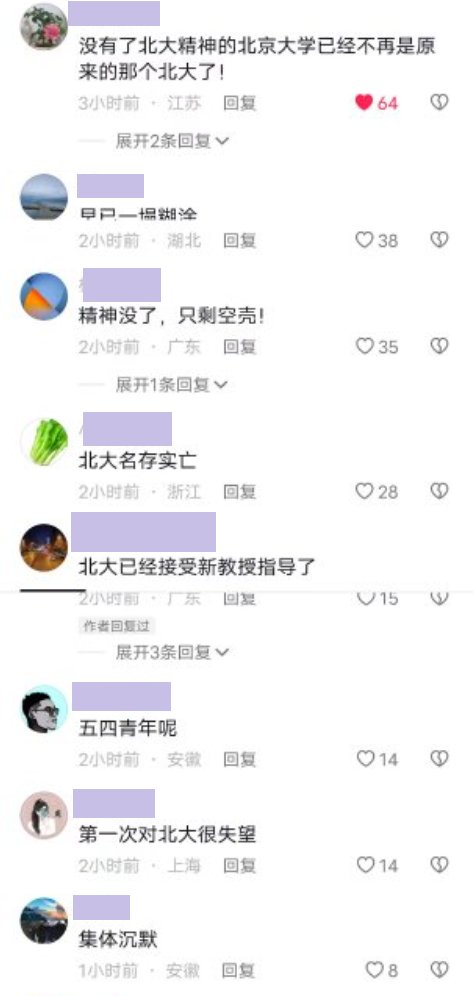 没有了北大精神的北京大学已经不再是原
来的那个北大了！
3小时前 · 江苏 回复 64
展开2条回复
早已一塌糊涂
2小时前 · 湖北 回复 38
精神没了，只剩空壳！
2小时前 · 广东 回复 35
展开1条回复
北大名存实亡
2小时前 · 浙江 回复 28
北大已经接受新教授指导了
2小时前 · 广东 回复 15
作者回复过
展开3条回复
五四青年呢
2小时前 · 安徽 回复 14
第一次对北大很失望
2小时前 · 上海 回复 14
集体沉默
1小时前 · 安徽 回复 8